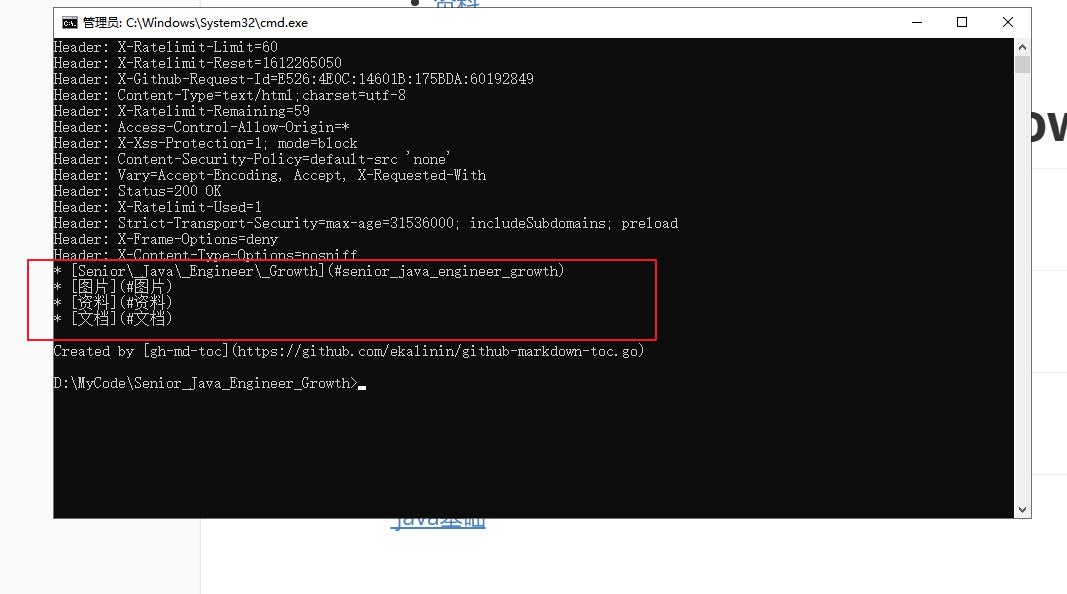 资料
管理员: C:\Windows\System32\cmd.exe
Header: X-Ratelimit-Limit=60
Header: X-Ratelimit-Reset=1612265050
Header: X-Github-Request-Id=E526:4E0C:14601B:175BDA:60192849
Header: Content-Type=text/html;charset=utf-8
Header: X-Ratelimit-Remaining=59
Header: Access-Control-Allow-Origin=*
Header: X-Xss-Protection=1; mode=block
Header: Content-Security-Policy=default-src 'none'
Header: Vary=Accept-Encoding, Accept, X-Requested-With
Header: Status=200 OK
Header: X-Ratelimit-Used=1
Header: Strict-Transport-Security=max-age=31536000; includeSubdomains; preload
Header: X-Frame-Options=deny
Header: X-Content-Type-Options=nosniff
* [Senior\_Java\_Engineer\_Growth](#senior_java_engineer_growth)
* [图片](#图片)
* [资料](#资料)
* [文档](#文档)
Created by [gh-md-toc](https://github.com/ekalinin/github-markdown-toc.go)
D:\MyCode\Senior_Java_Engineer_Growth>
java基础